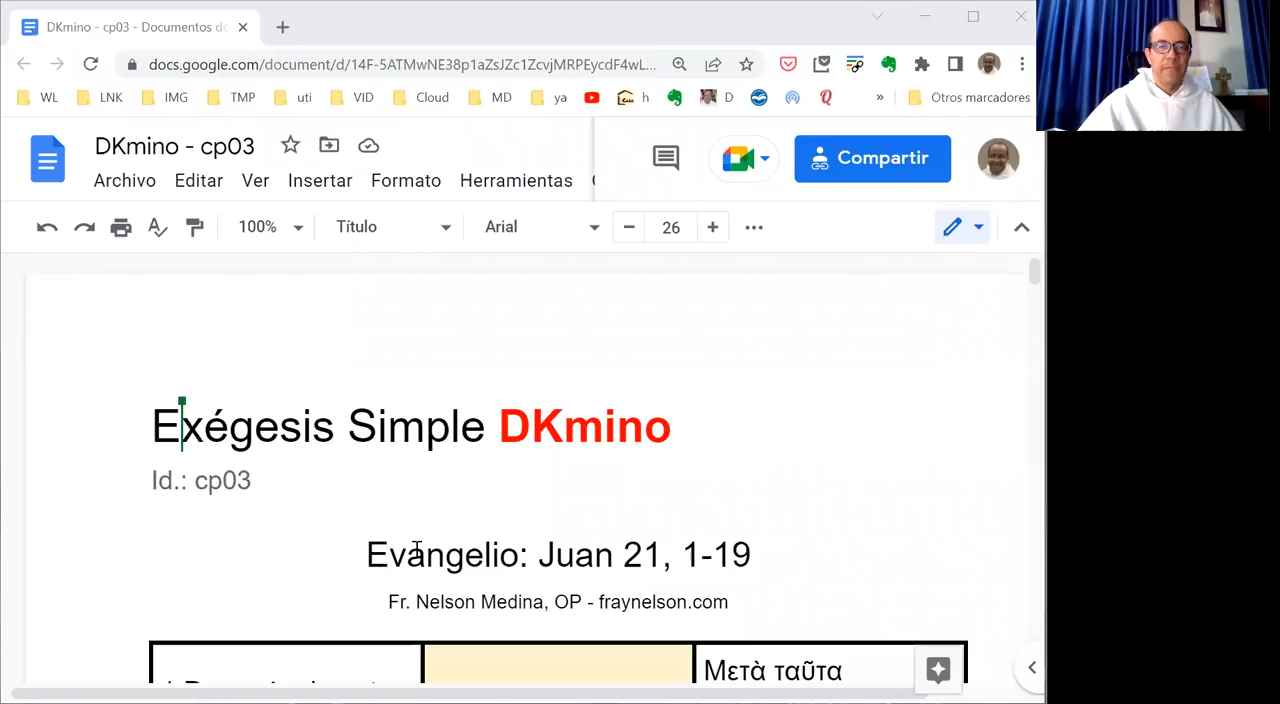 DKmino - cp03 - Documentos de
docs.google.com/document/d/14F-5ATMwNE38p1aZsJZc1ZcvjMRPEycdF4wL...
WL LNK IMG TMP uti VID Cloud MD ya h D » Otros marcadores
DKmino - cp03
Compartir
Archivo Editar Ver Insertar Formato Herramientas
100% Título Arial 26
Exégesis Simple DKmino
Id.: cp03
Evangelio: Juan 21, 1-19
Fr. Nelson Medina, OP - fraynelson.com
Μετὰ ταῦτα